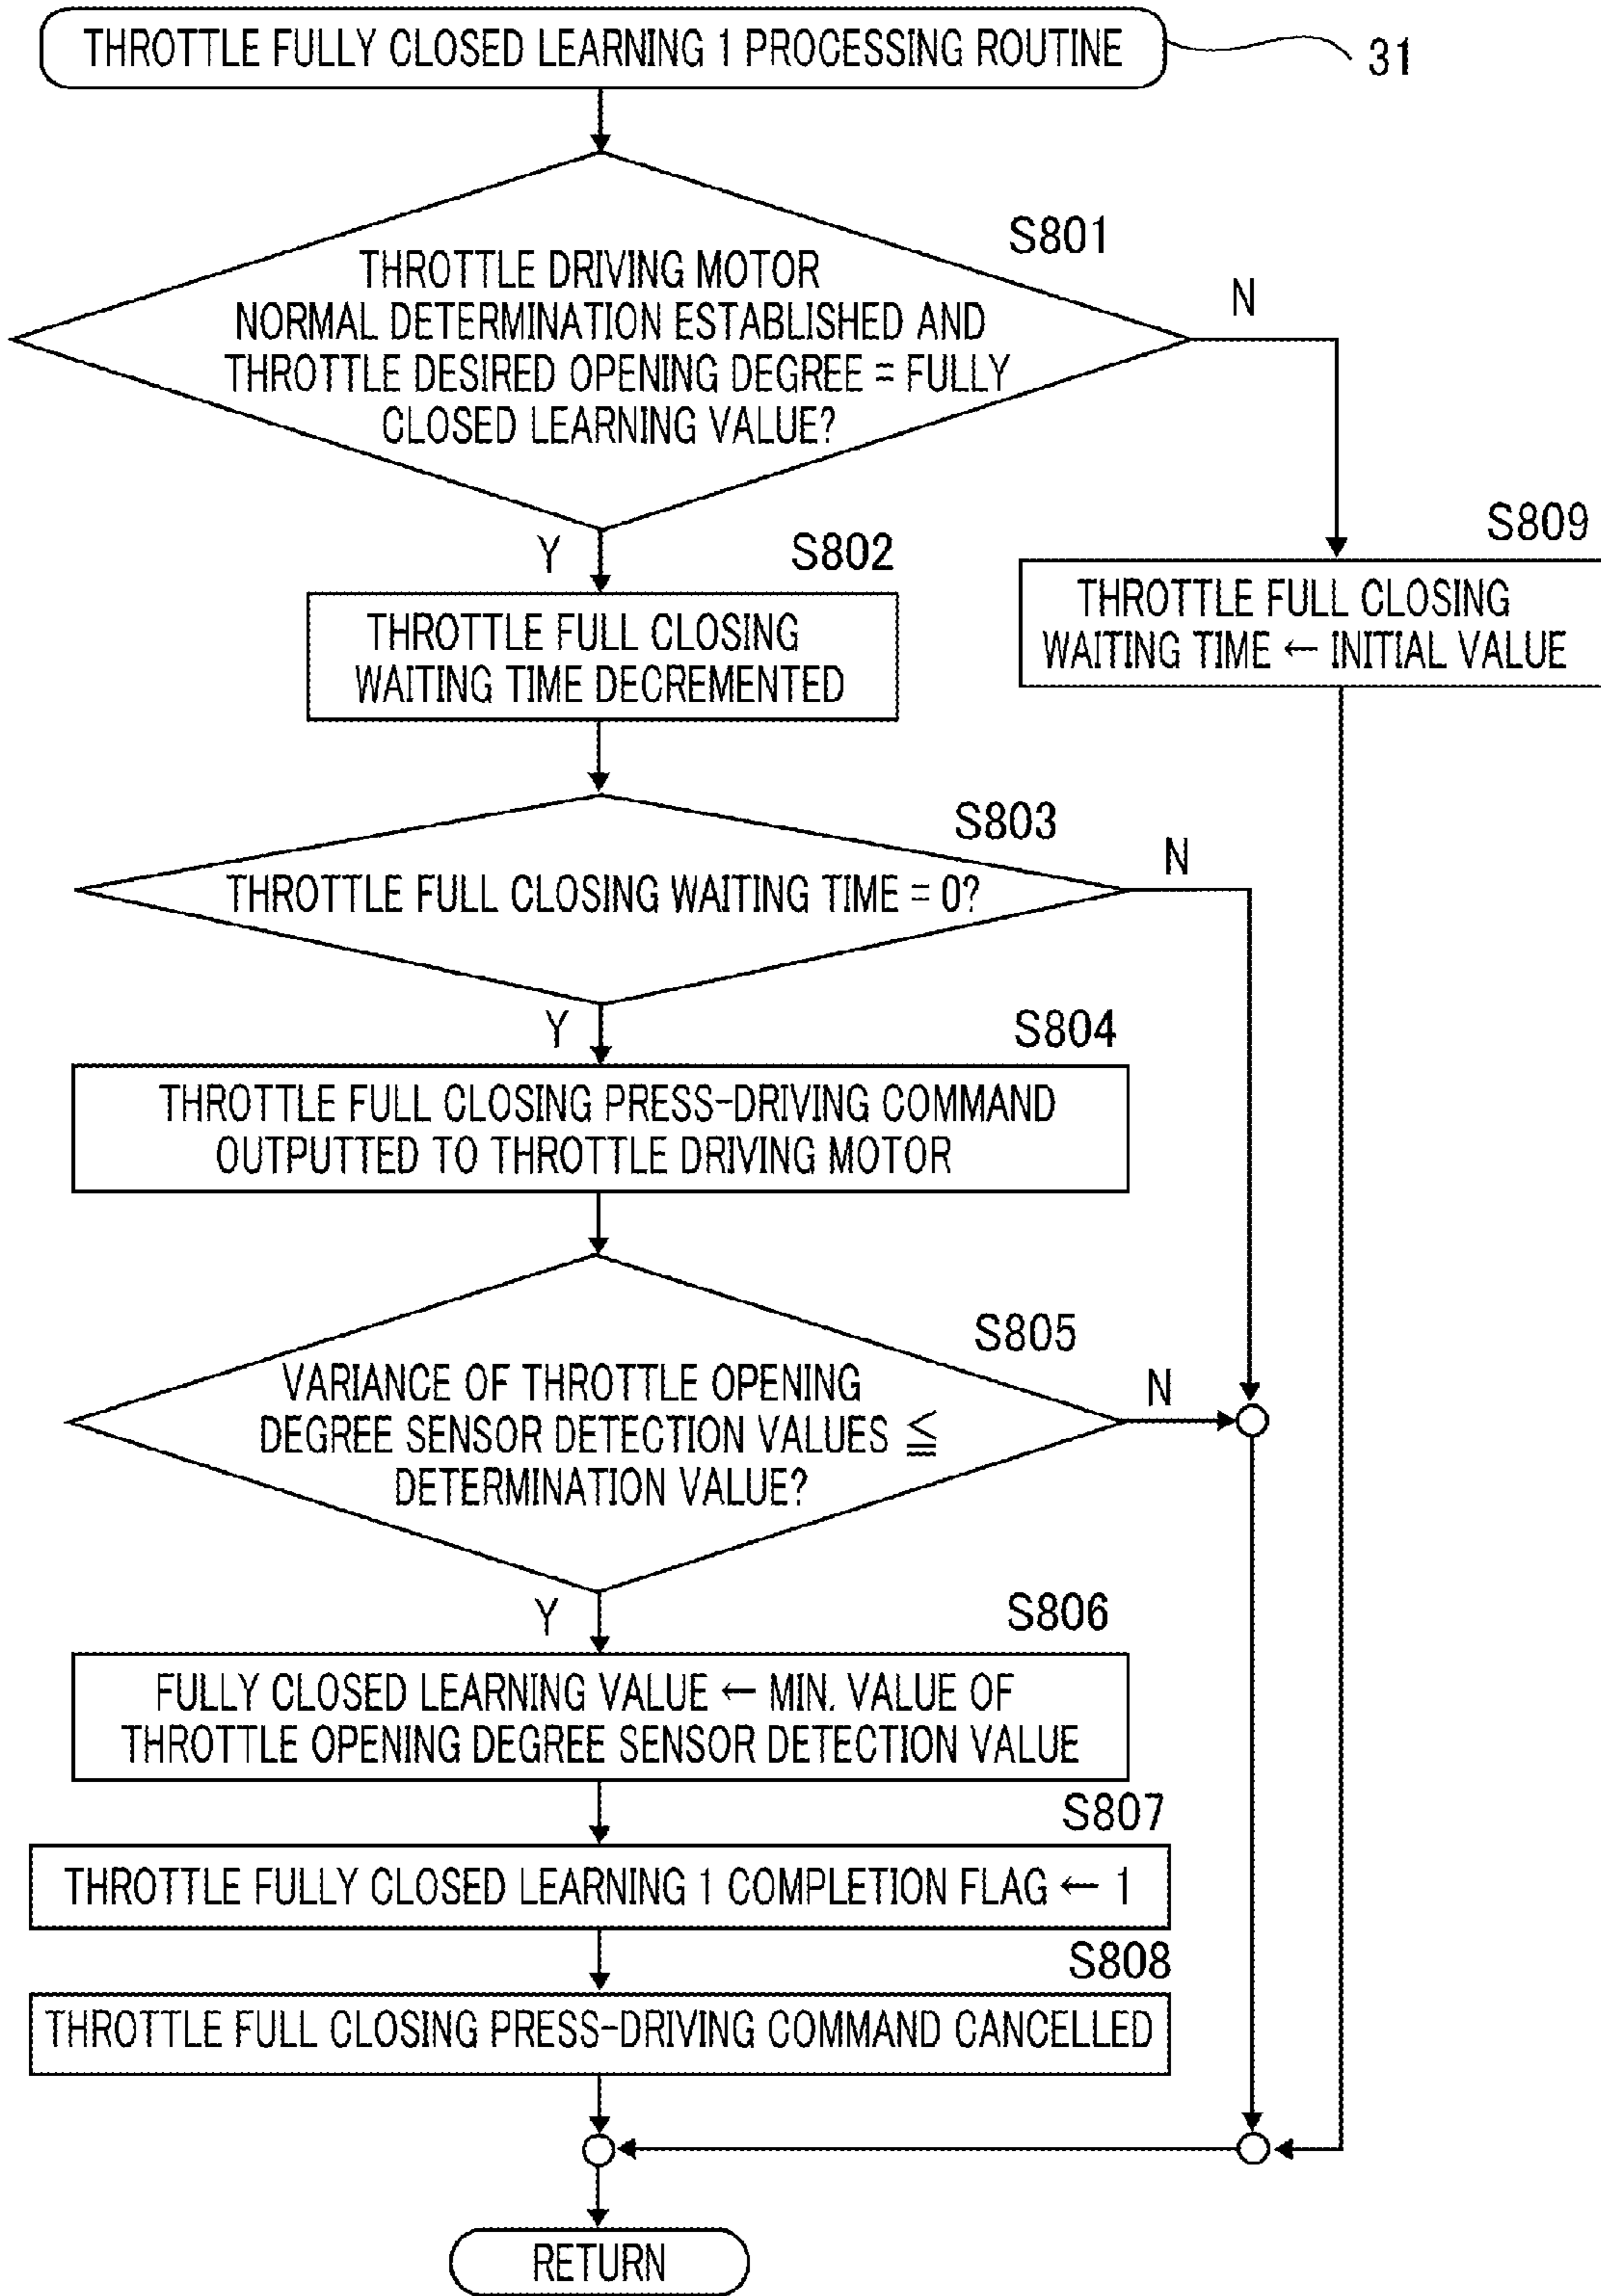 THROTTLE FULLY CLOSED LEARNING 1 PROCESSING ROUTINE
31
S801
THROTTLE DRIVING MOTOR
NORMAL DETERMINATION ESTABLISHED AND
THROTTLE DESIRED OPENING DEGREE = FULLY
CLOSED LEARNING VALUE?
N
Y
S802
THROTTLE FULL CLOSING
WAITING TIME DECREMENTED
S809
THROTTLE FULL CLOSING
WAITING TIME ← INITIAL VALUE
S803
THROTTLE FULL CLOSING WAITING TIME = 0?
N
Y
S804
THROTTLE FULL CLOSING PRESS-DRIVING COMMAND
OUTPUTTED TO THROTTLE DRIVING MOTOR
S805
VARIANCE OF THROTTLE OPENING
DEGREE SENSOR DETECTION VALUES ≦
DETERMINATION VALUE?
N
Y
S806
FULLY CLOSED LEARNING VALUE ← MIN. VALUE OF
THROTTLE OPENING DEGREE SENSOR DETECTION VALUE
S807
THROTTLE FULLY CLOSED LEARNING 1 COMPLETION FLAG ← 1
S808
THROTTLE FULL CLOSING PRESS-DRIVING COMMAND CANCELLED
RETURN